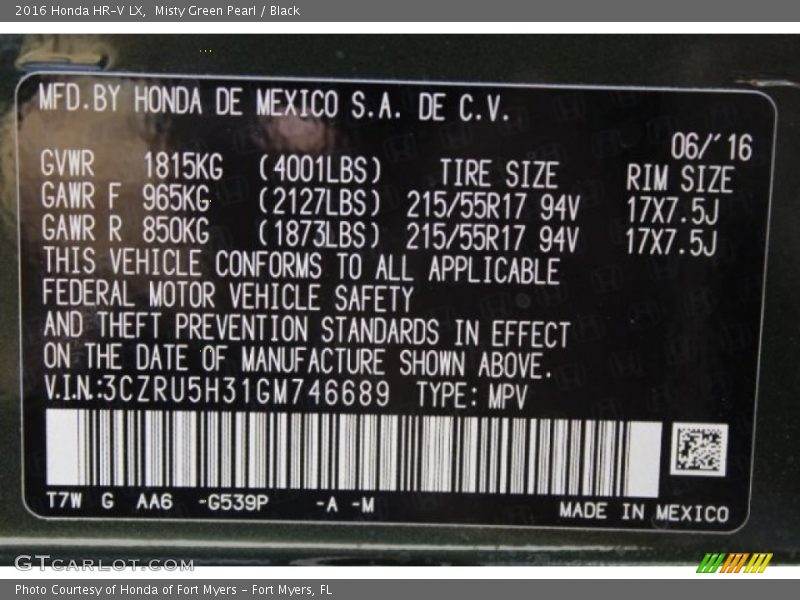 2016 Honda HR-V LX,  Misty Green Pearl / Black
MFD.BY HONDA DE MEXICO S.A. DE C.V.
06/'16
GVWR 1815KG (4001LBS) TIRE SIZE RIM SIZE
GAWR F 965KG (2127LBS) 215/55R17 94V 17X7.5J
GAWR R 850KG (1873LBS) 215/55R17 94V 17X7.5J
THIS VEHICLE CONFORMS TO ALL APPLICABLE
FEDERAL MOTOR VEHICLE SAFETY
AND THEFT PREVENTION STANDARDS IN EFFECT
ON THE DATE OF MANUFACTURE SHOWN ABOVE.
V.I.N.:3CZRU5H31GM746689 TYPE: MPV
T7W G AA6 -G539P -A -M MADE IN MEXICO
GTCARLOT.COM
Photo Courtesy of Honda of Fort Myers - Fort Myers, FL